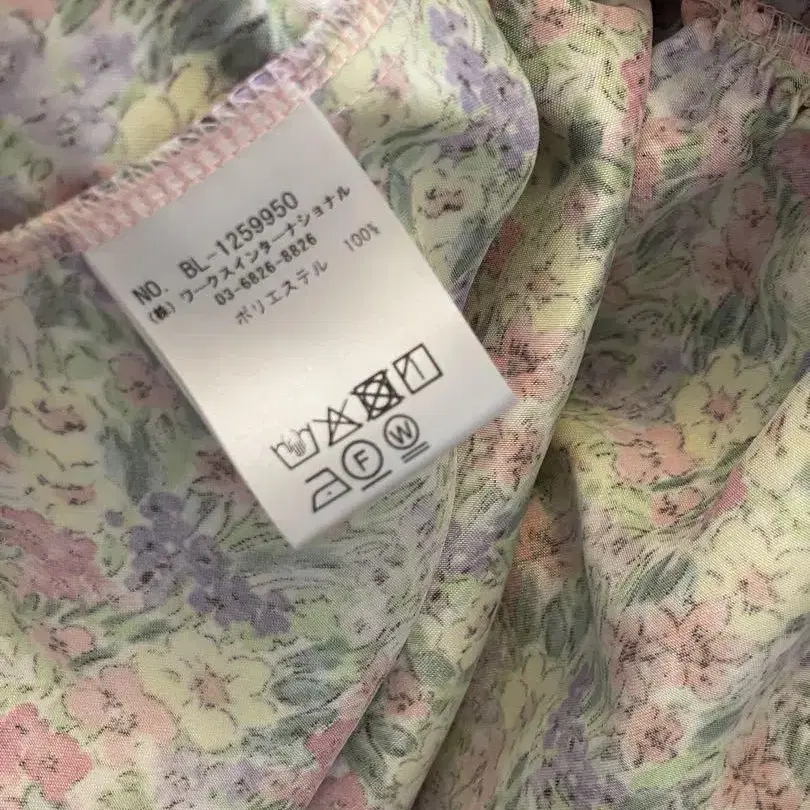 NO. BL-1259950
(株) ワークスインターナショナル
03-6826-8826
ポリエステル 100%
F W